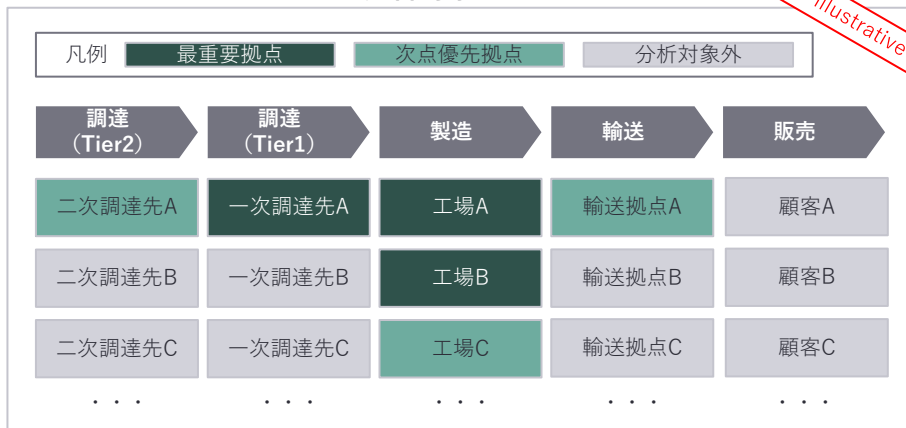 Illustrative
凡例 最重要拠点 次点優先拠点 分析対象外
調達 調達 製造 輸送 販売
（Tier2） （Tier1）
二次調達先A 一次調達先A 工場A 輸送拠点A 顧客A
二次調達先B 一次調達先B 工場B 輸送拠点B 顧客B
二次調達先C 一次調達先C 工場C 輸送拠点C 顧客C
・・・ ・・・ ・・・ ・・・ ・・・